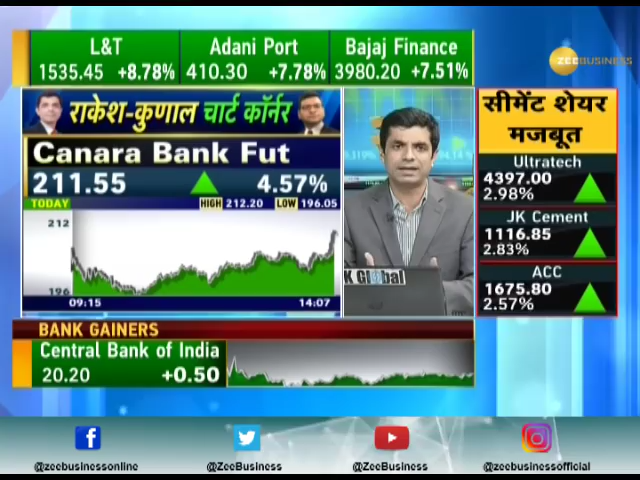 L&T
1535.45 +8.78%
Adani Port
410.30 +7.78%
Bajaj Finance
3980.20 +7.51%
ZEEBUSINESS
राकेश-कुणाल चार्ट कॉर्नर
Canara Bank Fut
211.55 4.57%
TODAY HIGH 212.20 LOW 196.05
212
196
09:15 14:07
K Global
सीमेंट शेयर
मजबूत
Ultratech
4397.00
2.98%
JK Cement
1116.85
2.83%
ACC
1675.80
2.57%
BANK GAINERS
Central Bank of India
20.20 +0.50
@zeebusinessonline
@ZeeBusiness
@ZeeBusiness
@zeebusinessofficial